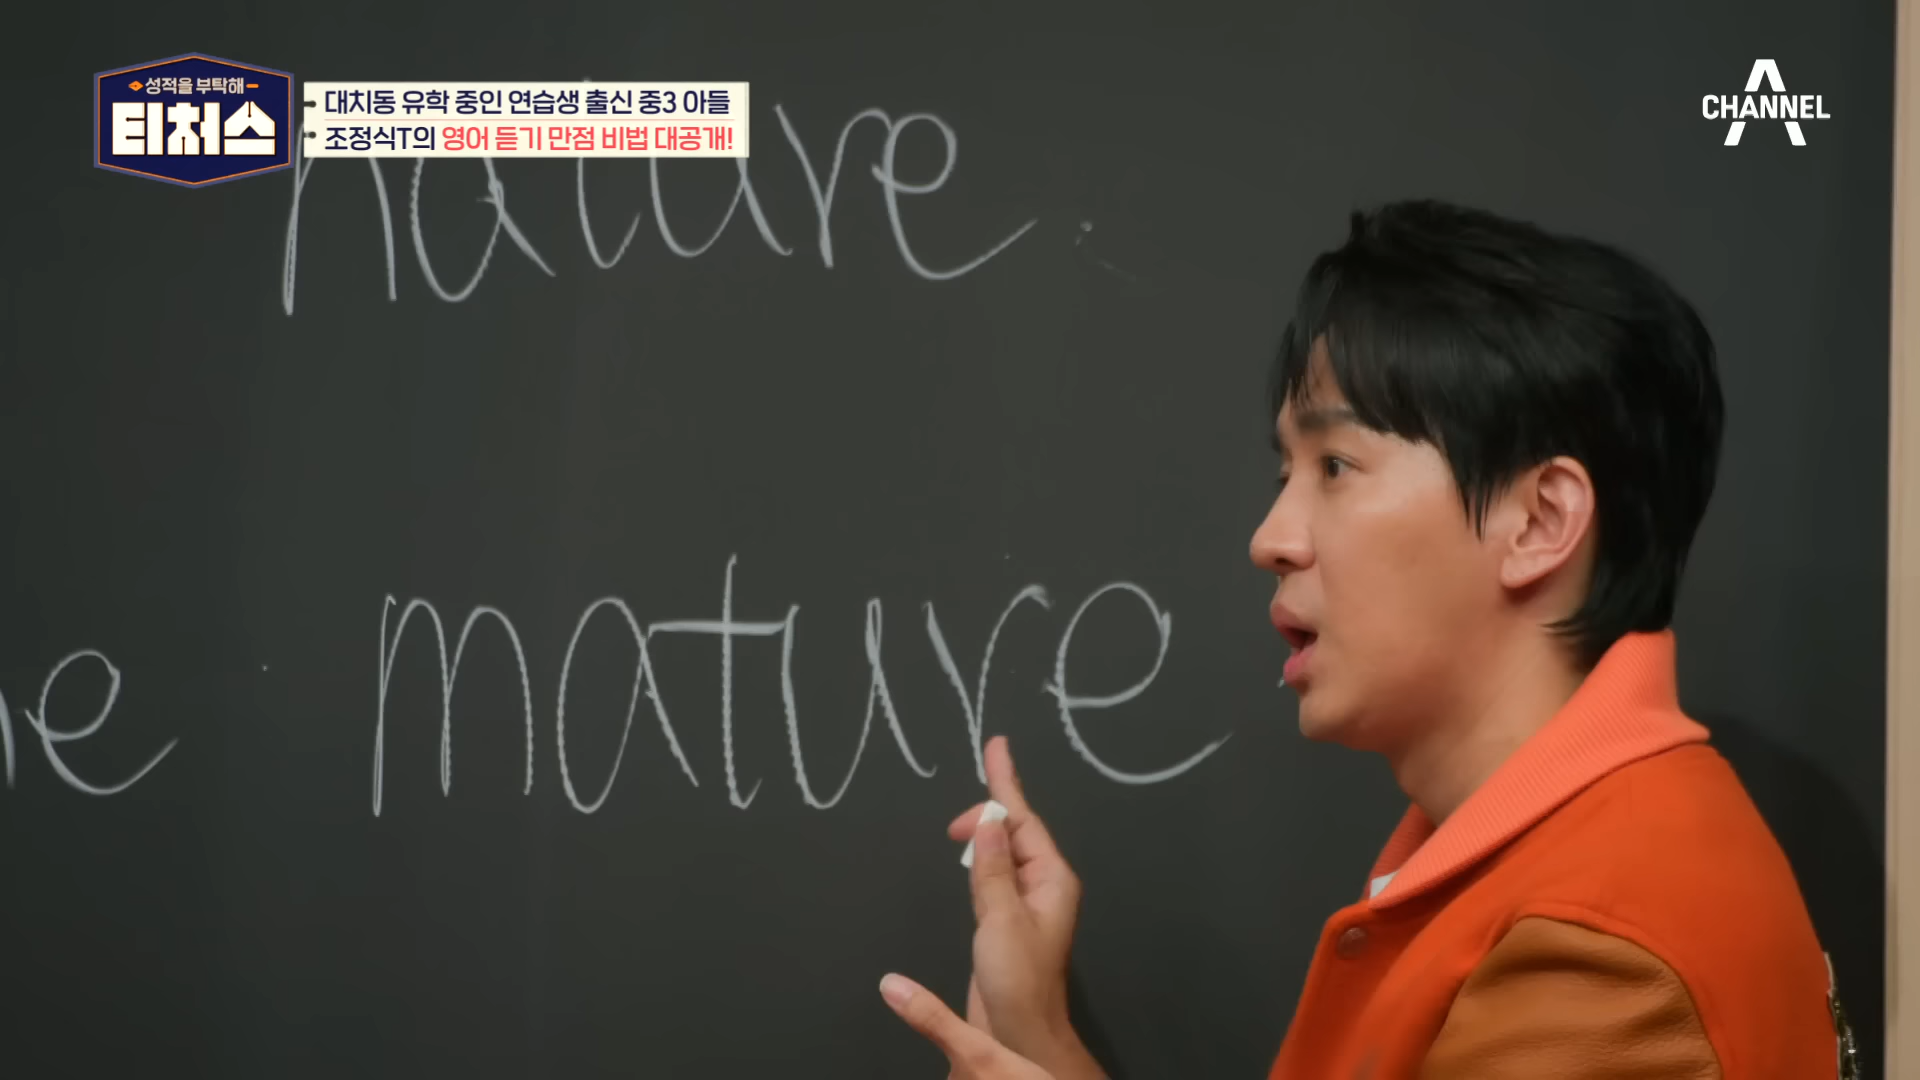 성적을 부탁해
티처스
대치동 유학 중인 연습생 출신 중3 아들
조정식T의 영어 듣기 만점 비법 대공개!
CHANNEL A
nature
mature